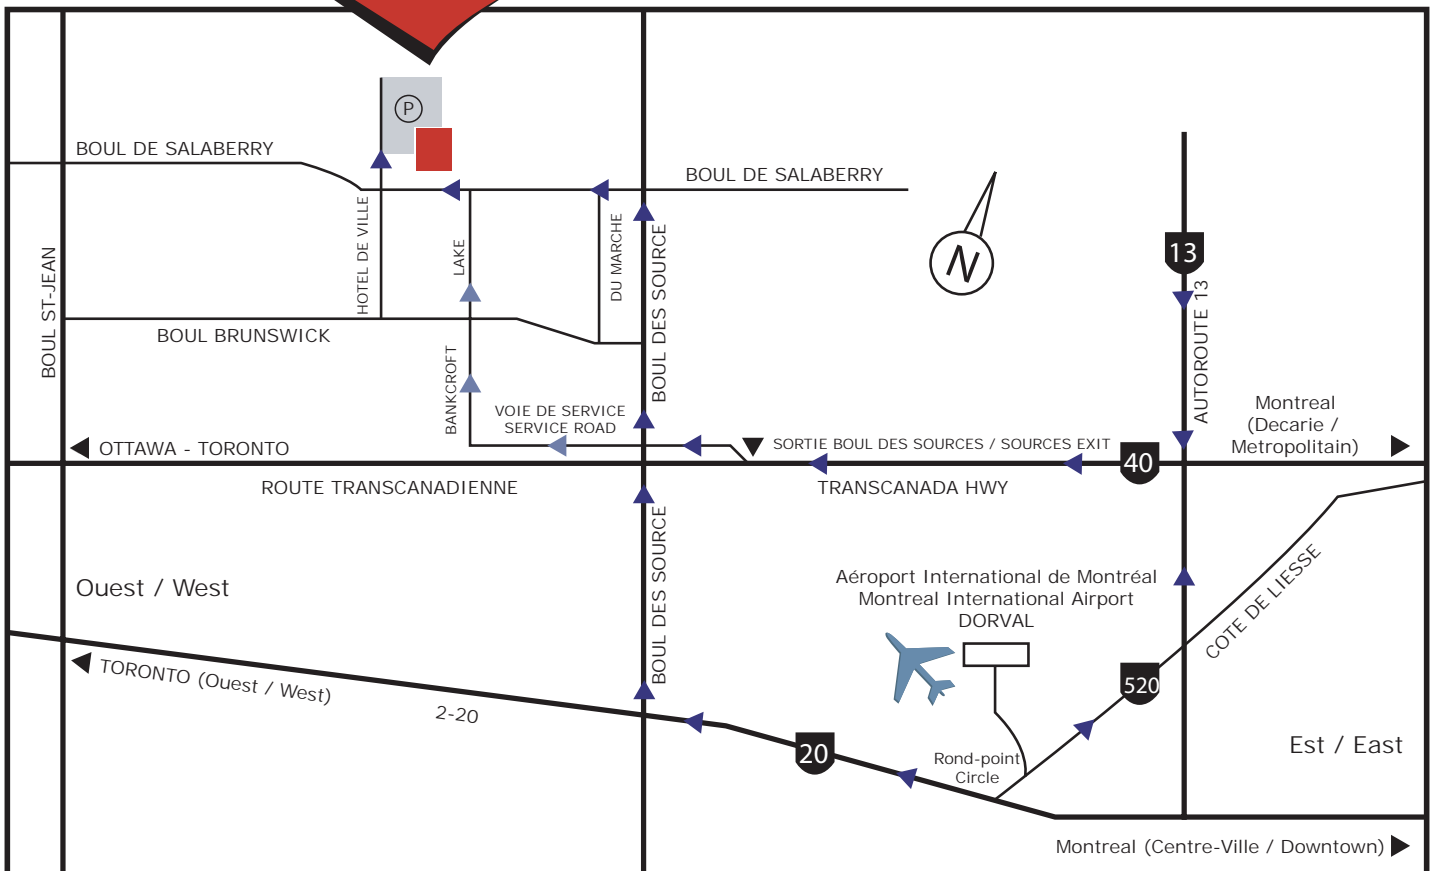 P
BOUL DE SALABERRY
BOUL DE SALABERRY
HOTEL DE VILLE
LAKE
DU MARCHE
BOUL DES SOURCE
N
13
AUTOROUTE 13
BOUL ST-JEAN
BOUL BRUNSWICK
BANKCROFT
VOIE DE SERVICE
SERVICE ROAD
Montreal
(Decarie /
Metropolitain)
OTTAWA - TORONTO
SORTIE BOUL DES SOURCES / SOURCES EXIT
40
ROUTE TRANSCANADIENNE
TRANSCANADA HWY
BOUL DES SOURCE
Ouest / West
Aéroport International de Montréal
Montreal International Airport
DORVAL
COTE DE LIESSE
520
TORONTO (Ouest / West)
2-20
20
Rond-point
Circle
Est / East
Montreal (Centre-Ville / Downtown)